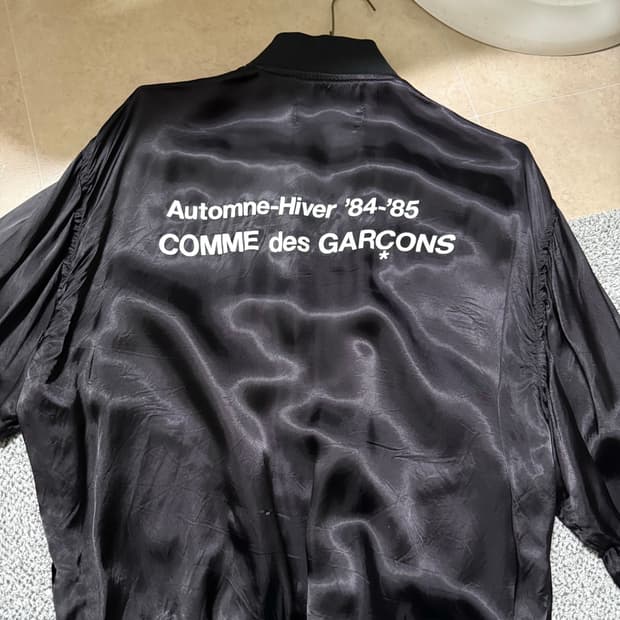 Automne-Hiver '84-'85
COMME des GARÇONS
*